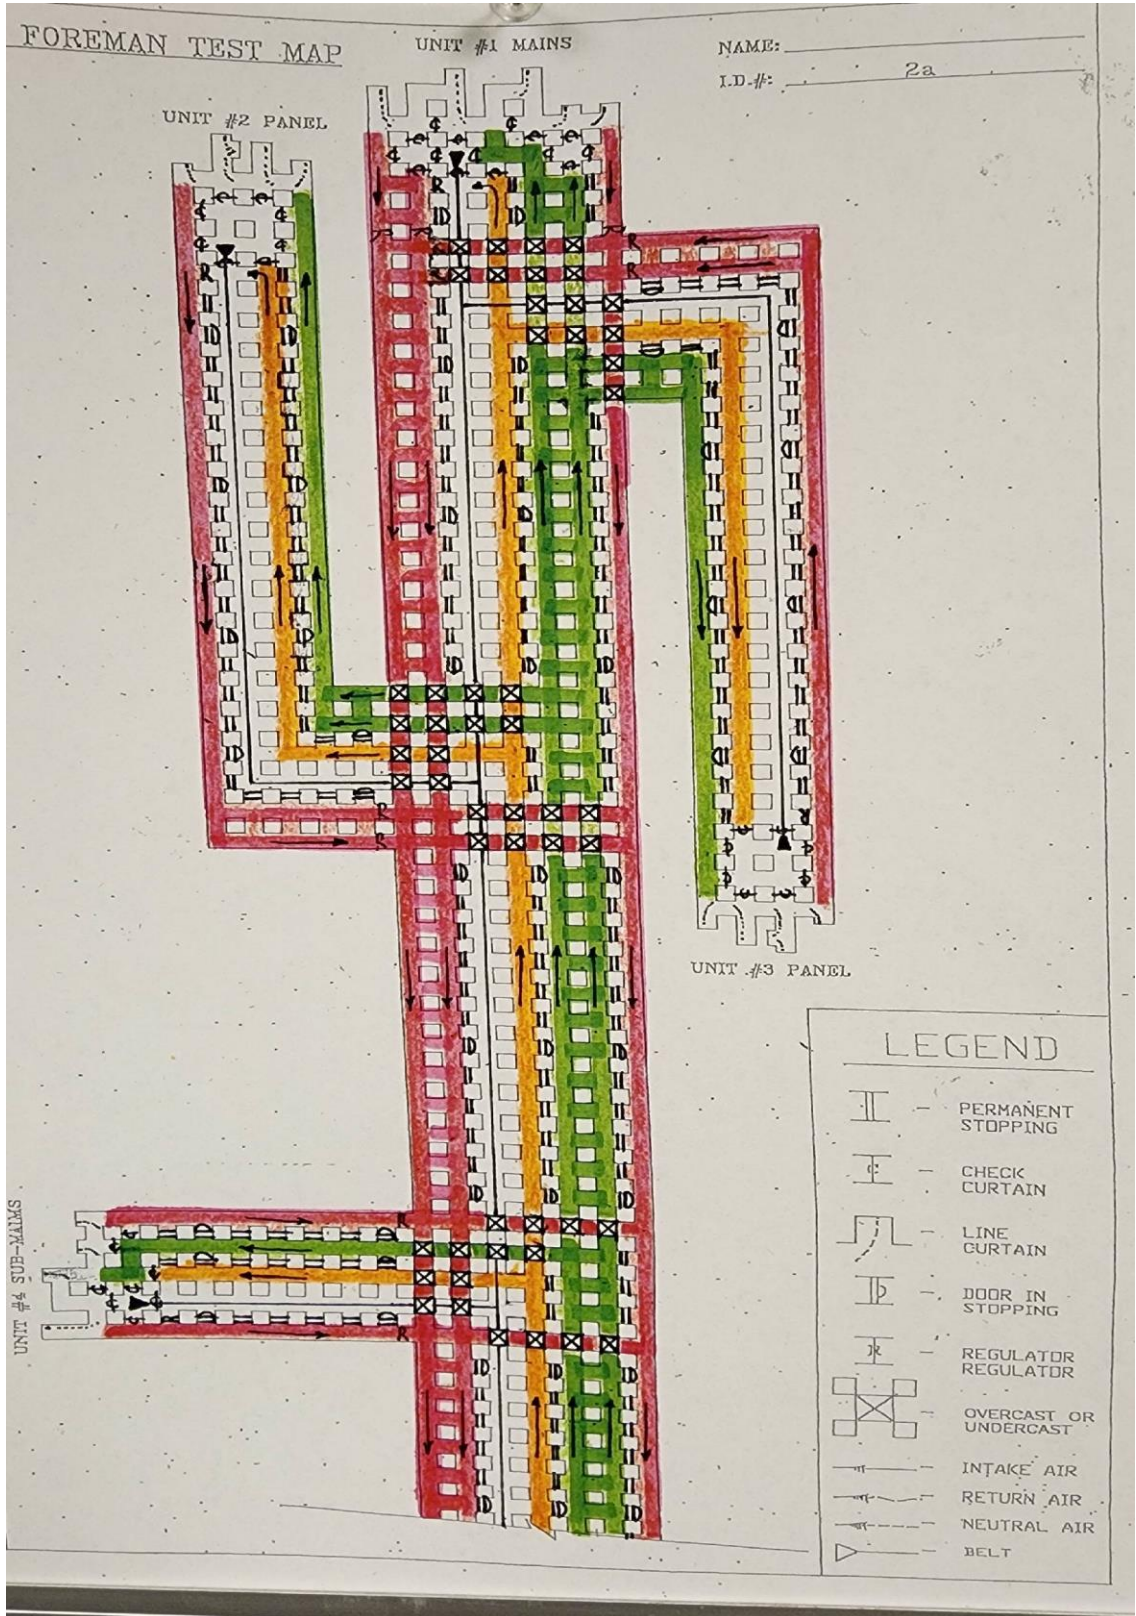 FOREMAN TEST MAP
UNIT #1 MAINS
NAME:
I.D.#: 2a
UNIT #2 PANEL
UNIT #3 PANEL
UNIT #4 SUB-MAINS
LEGEND
PERMANENT
STOPPING
CHECK
CURTAIN
LINE
CURTAIN
DOOR IN
STOPPING
REGULATOR
REGULATOR
OVERCAST OR
UNDERCAST
INTAKE AIR
RETURN AIR
NEUTRAL AIR
BELT